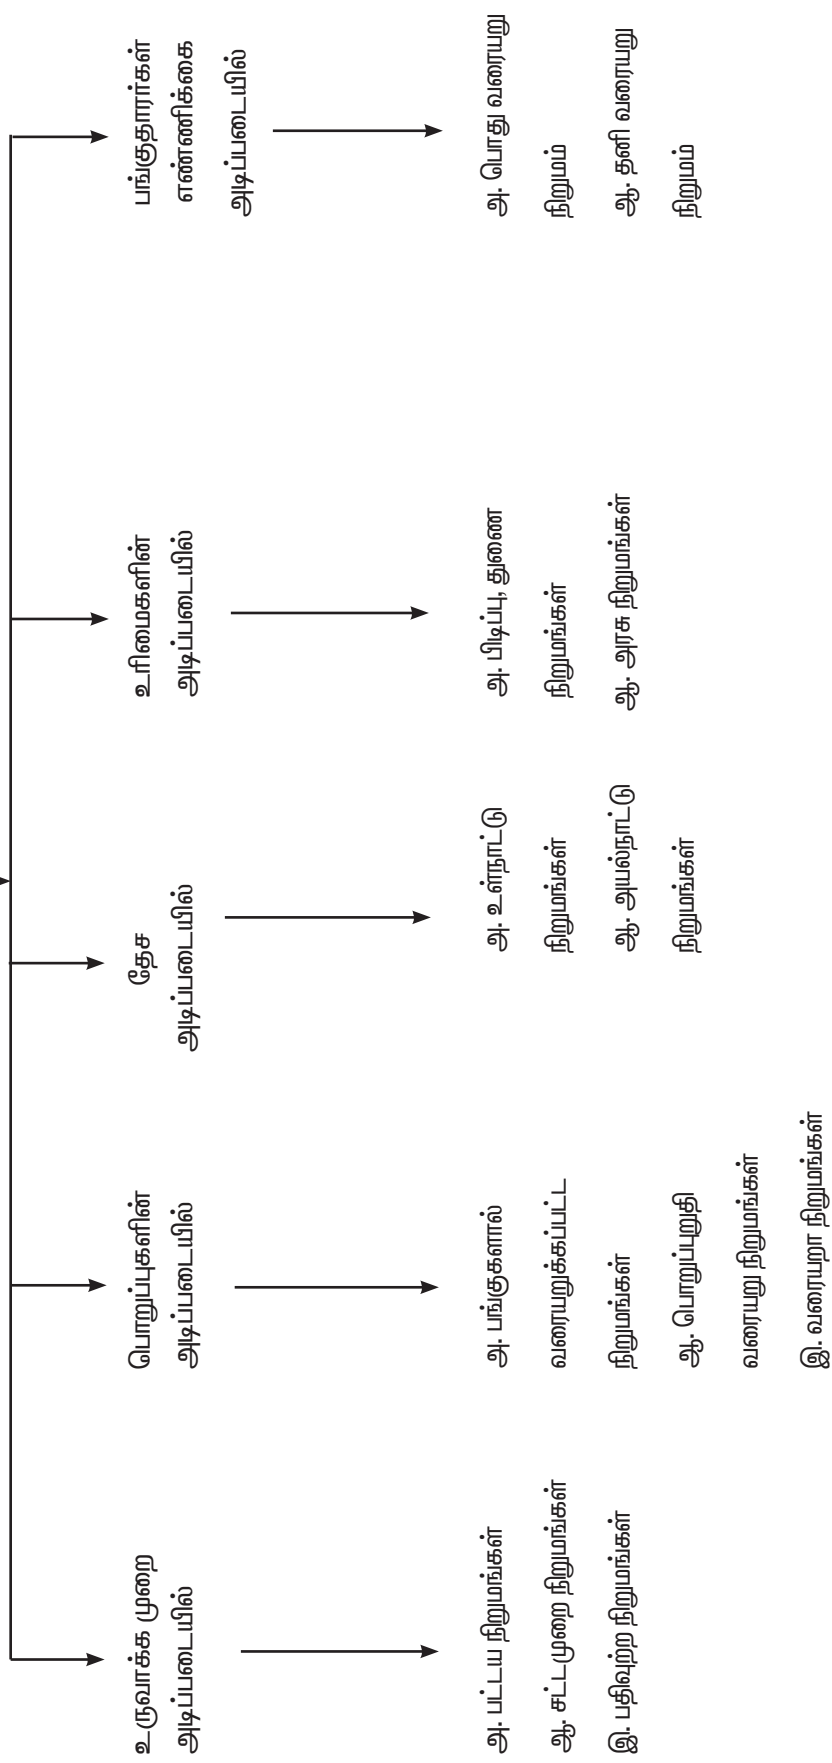 உருவாக்க முறை
அடிப்படையில்
அ. பட்டய நிறுமங்கள்
ஆ. சட்டமுறை நிறுமங்கள்
இ. பதிவுற்ற நிறுமங்கள்
பொறுப்புகளின்
அடிப்படையில்
அ. பங்குகளால்
வரையறுக்கப்பட்ட
நிறுமங்கள்
ஆ. பொறுப்புறுதி
வரையறு நிறுமங்கள்
இ. வரையறா நிறுமங்கள்
தேச
அடிப்படையில்
அ. உள்நாட்டு
நிறுமங்கள்
ஆ. அயல்நாட்டு
நிறுமங்கள்
உரிமைகளின்
அடிப்படையில்
அ. பிடிப்பு, துணை
நிறுமங்கள்
ஆ. அரசு நிறுமங்கள்
பங்குதாரர்கள்
எண்ணிக்கை
அடிப்படையில்
அ. பொது வரையறு
நிறுமம்
ஆ. தனி வரையறு
நிறுமம்